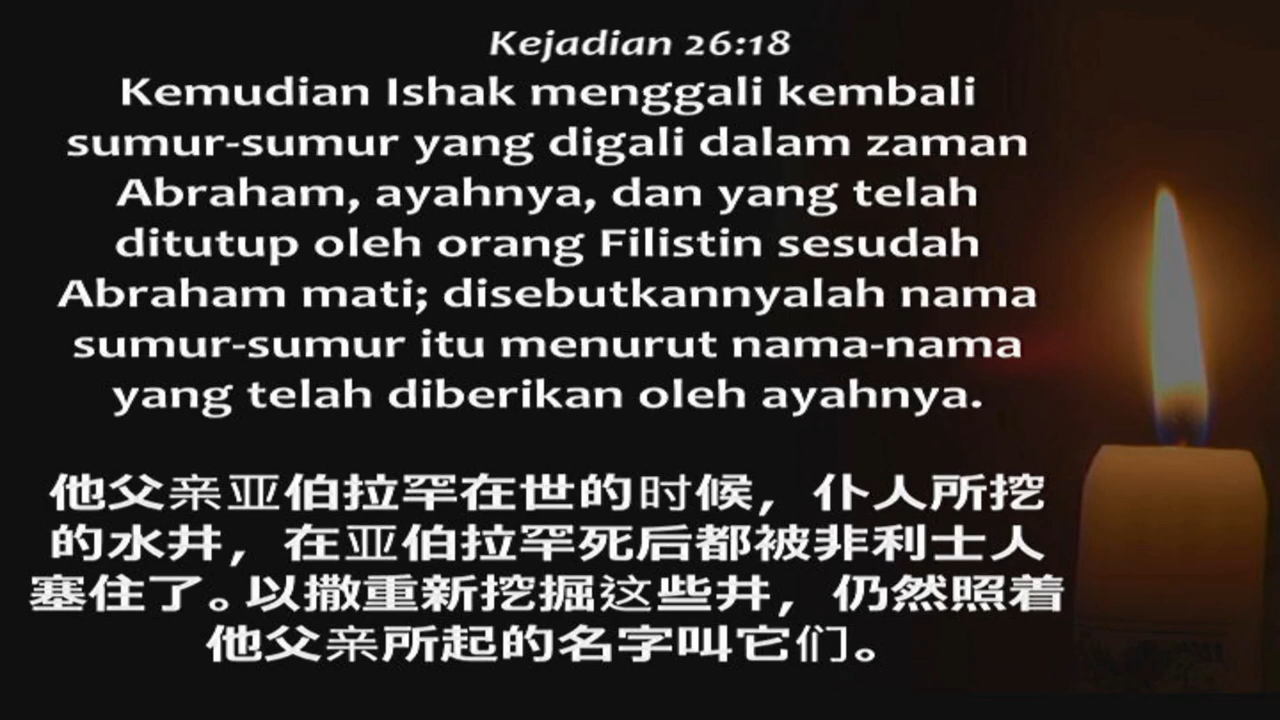 Kejadian 26:18
Kemudian Ishak menggali kembali
sumur-sumur yang digali dalam zaman
Abraham, ayahnya, dan yang telah
ditutup oleh orang Filistin sesudah
Abraham mati; disebutkannyalah nama
sumur-sumur itu menurut nama-nama
yang telah diberikan oleh ayahnya.
他父亲亚伯拉罕在世的时候，仆人所挖
的水井，在亚伯拉罕死后都被非利士人
塞住了。以撒重新挖掘这些井，仍然照着
他父亲所起的名字叫它们。